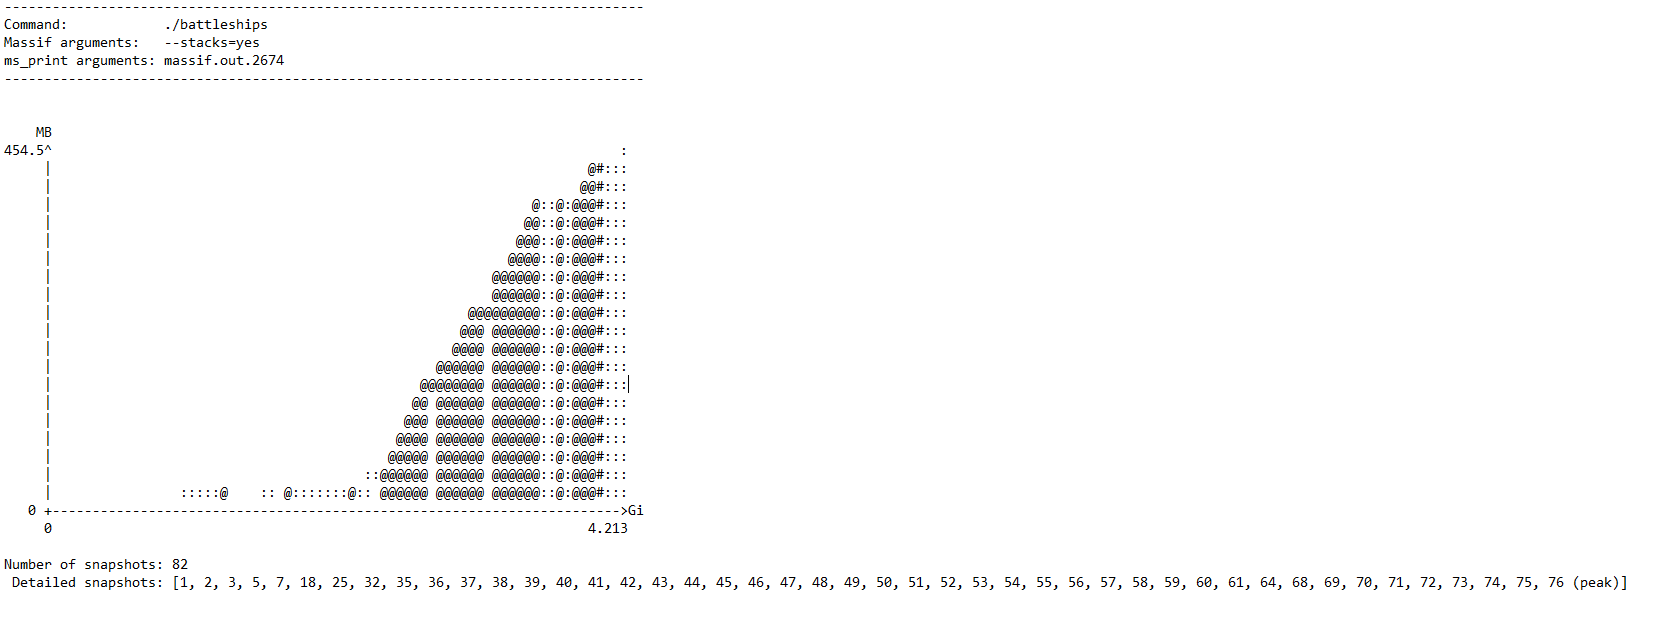 --------------------------------------------------------------------------------
Command:            ./battleships
Massif arguments:   --stacks=yes
ms_print arguments: massif.out.2674
--------------------------------------------------------------------------------


    MB
454.5^                                                                       :
     |                                                                   @#:::
     |                                                                  @@#:::
     |                                                            @::@:@@@#:::
     |                                                           @@::@:@@@#:::
     |                                                          @@@::@:@@@#:::
     |                                                         @@@@::@:@@@#:::
     |                                                       @@@@@@::@:@@@#:::
     |                                                       @@@@@@::@:@@@#:::
     |                                                    @@@@@@@@@::@:@@@#:::
     |                                                   @@@ @@@@@@::@:@@@#:::
     |                                                  @@@@ @@@@@@::@:@@@#:::
     |                                                @@@@@@ @@@@@@::@:@@@#:::
     |                                              @@@@@@@@ @@@@@@::@:@@@#:::
     |                                             @@ @@@@@@ @@@@@@::@:@@@#:::
     |                                            @@@ @@@@@@ @@@@@@::@:@@@#:::
     |                                           @@@@ @@@@@@ @@@@@@::@:@@@#:::
     |                                          @@@@@ @@@@@@ @@@@@@::@:@@@#:::
     |                                       ::@@@@@@ @@@@@@ @@@@@@::@:@@@#:::
     |                :::::@    :: @:::::::@:: @@@@@@ @@@@@@ @@@@@@::@:@@@#:::
   0 +----------------------------------------------------------------------->Gi
     0                                                                   4.213

Number of snapshots: 82
 Detailed snapshots: [1, 2, 3, 5, 7, 18, 25, 32, 35, 36, 37, 38, 39, 40, 41, 42, 43, 44, 45, 46, 47, 48, 49, 50, 51, 52, 53, 54, 55, 56, 57, 58, 59, 60, 61, 64, 68, 69, 70, 71, 72, 73, 74, 75, 76 (peak)]